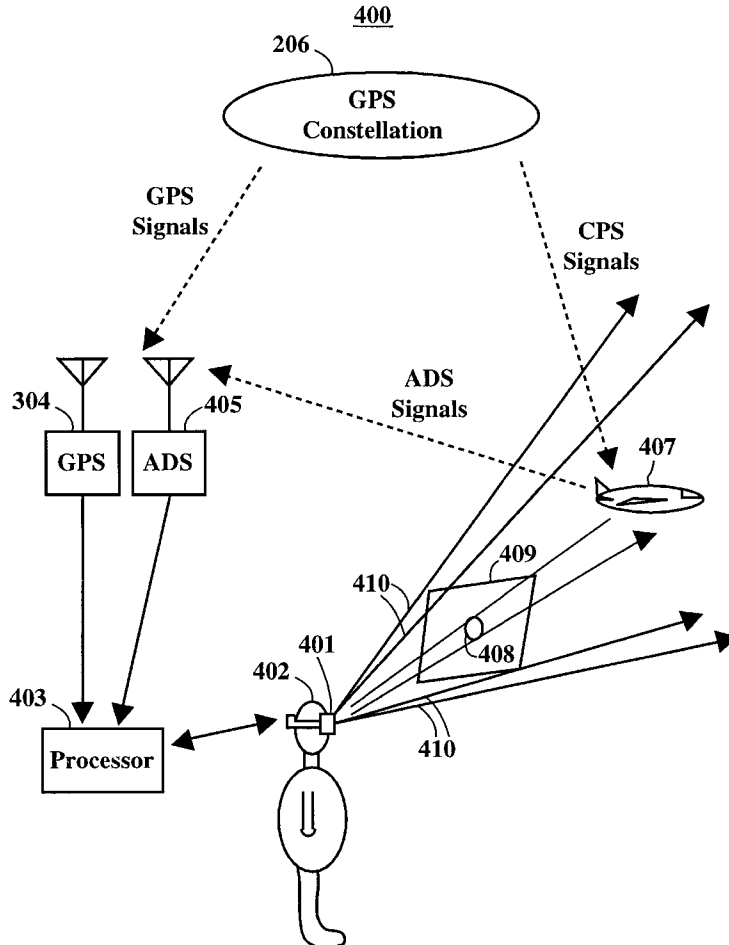 400
206
GPS
Constellation
GPS
Signals
CPS
Signals
ADS
Signals
304
405
407
GPS
ADS
409
410
408
401
402
403
410
Processor